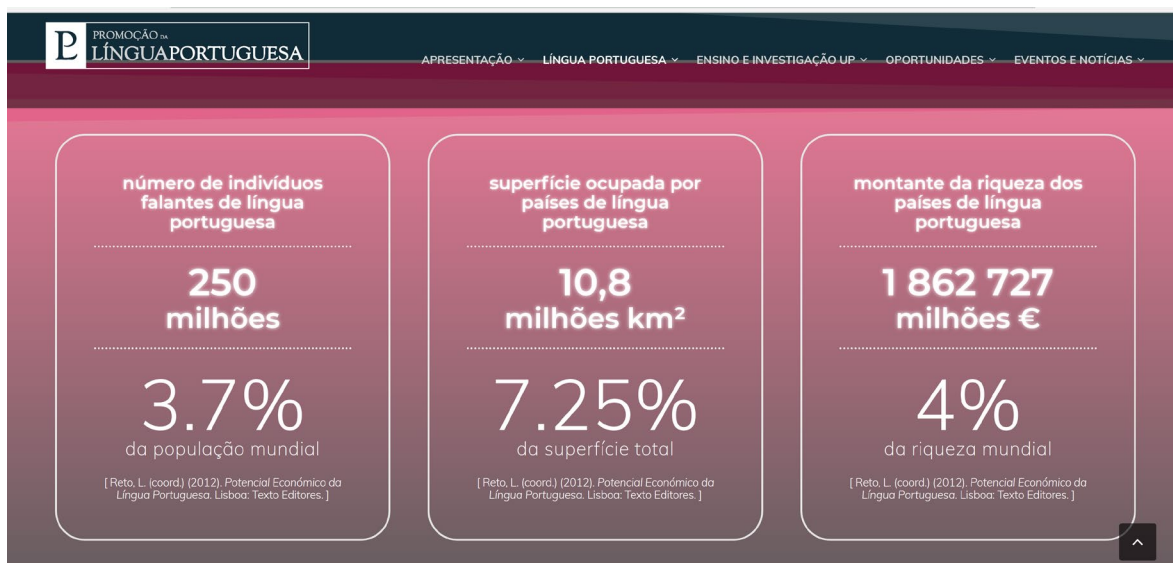 P
PROMOÇÃO DA
LÍNGUAPORTUGUESA
APRESENTAÇÃO LÍNGUA PORTUGUESA ENSINO E INVESTIGAÇÃO UP OPORTUNIDADES EVENTOS E NOTÍCIAS
número de indivíduos
falantes de língua
portuguesa
250
milhões
3.7%
da população mundial
[ Reto, L. (coord.) (2012). Potencial Económico da
Língua Portuguesa. Lisboa: Texto Editores. ]
superfície ocupada por
países de língua
portuguesa
10,8
milhões km²
7.25%
da superfície total
[ Reto, L. (coord.) (2012). Potencial Económico da
Língua Portuguesa. Lisboa: Texto Editores. ]
montante da riqueza dos
países de língua
portuguesa
1 862 727
milhões €
4%
da riqueza mundial
[ Reto, L. (coord.) (2012). Potencial Económico da
Língua Portuguesa. Lisboa: Texto Editores. ]